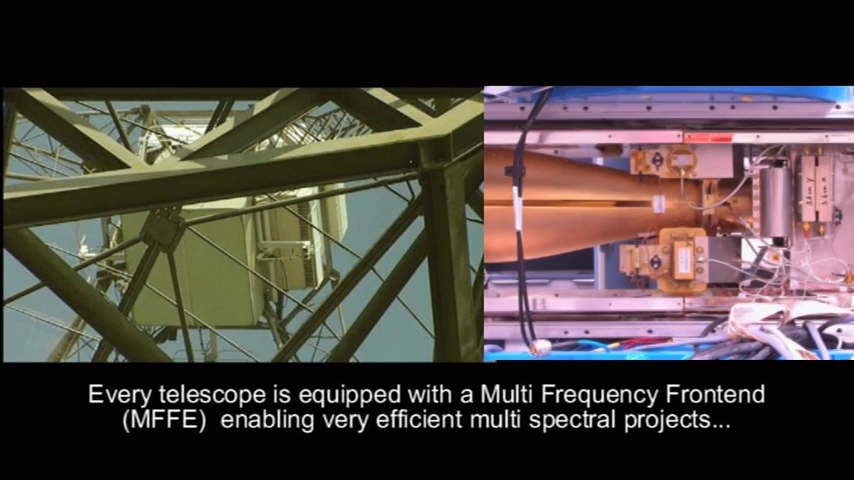 Every telescope is equipped with a Multi Frequency Frontend
(MFFE) enabling very efficient multi spectral projects...